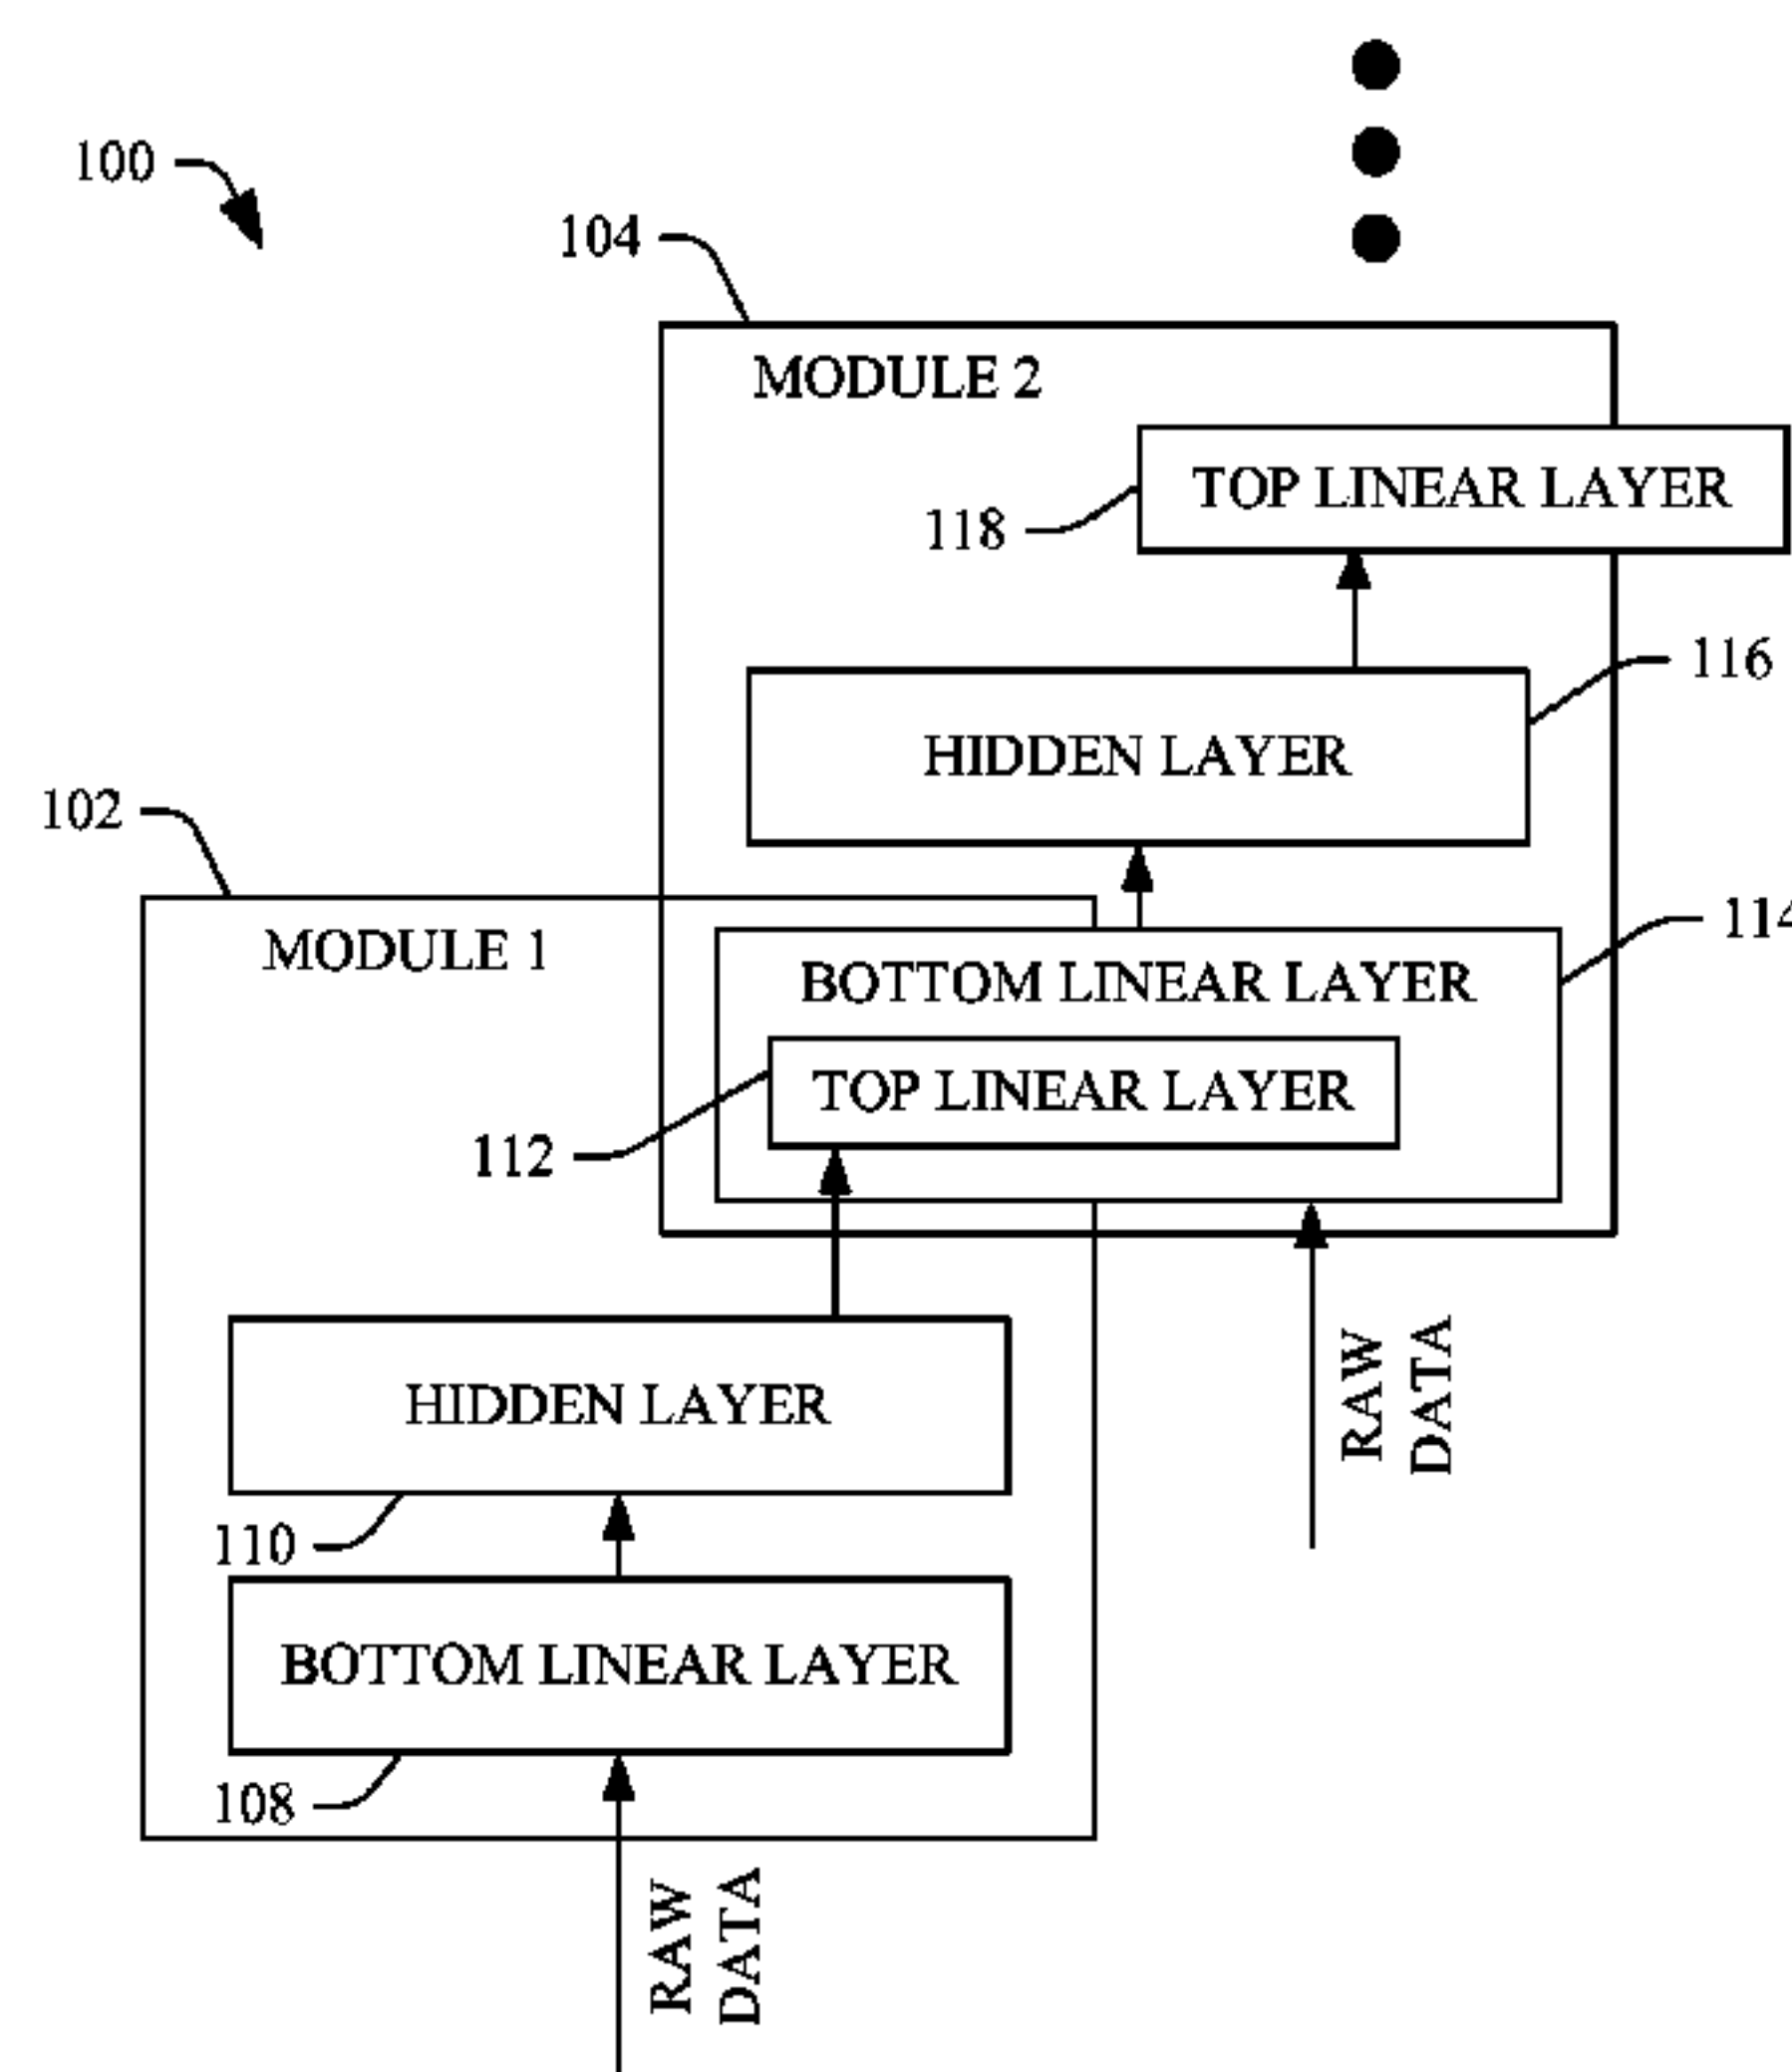 100
104
MODULE 2
TOP LINEAR LAYER
118
116
HIDDEN LAYER
102
114
MODULE 1
BOTTOM LINEAR LAYER
TOP LINEAR LAYER
112
RAW
DATA
HIDDEN LAYER
110
BOTTOM LINEAR LAYER
108
RAW
DATA